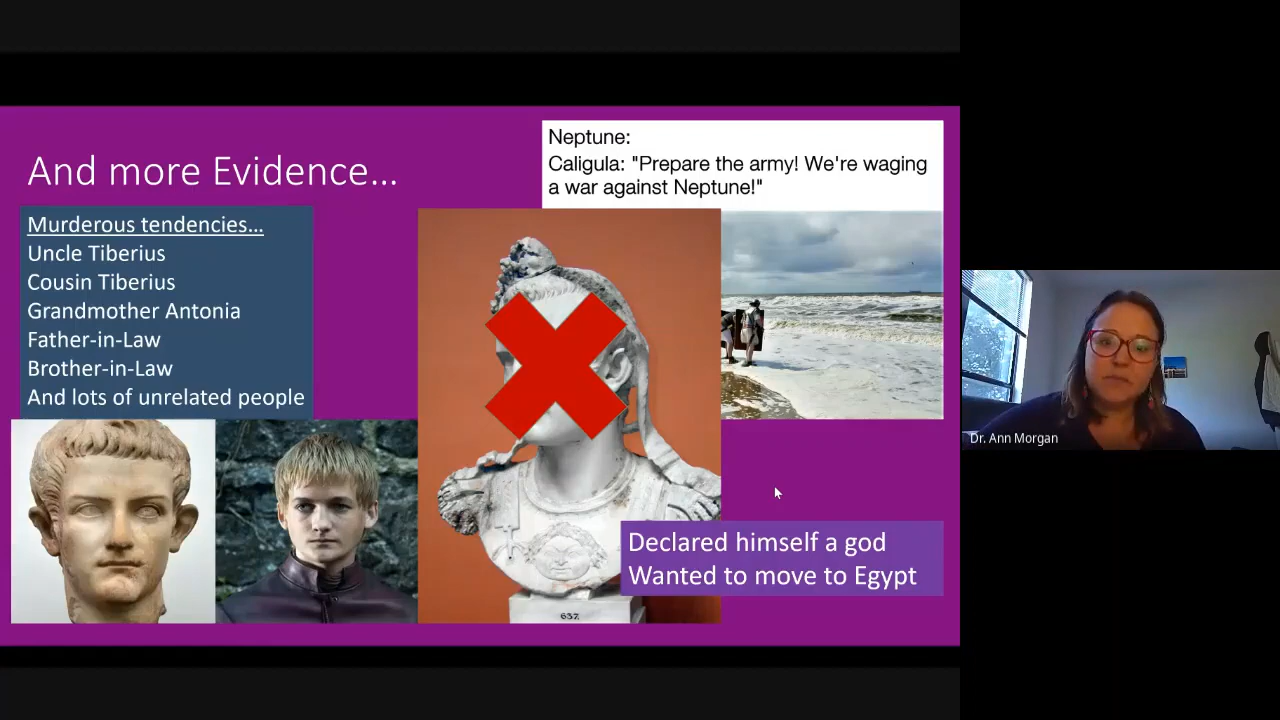 And more Evidence...
Neptune:
Caligula: "Prepare the army! We're waging
a war against Neptune!"
Murderous tendencies...
Uncle Tiberius
Cousin Tiberius
Grandmother Antonia
Father-in-Law
Brother-in-Law
And lots of unrelated people
637.
Declared himself a god
Wanted to move to Egypt
Dr. Ann Morgan